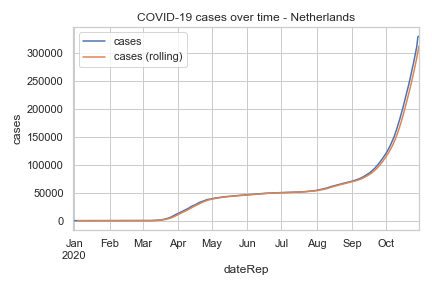 COVID-19 cases over time - Netherlands
cases
cases (rolling)
300000
250000
200000
150000
100000
50000
0
cases
Jan Feb Mar Apr May Jun Jul Aug Sep Oct
2020
dateRep